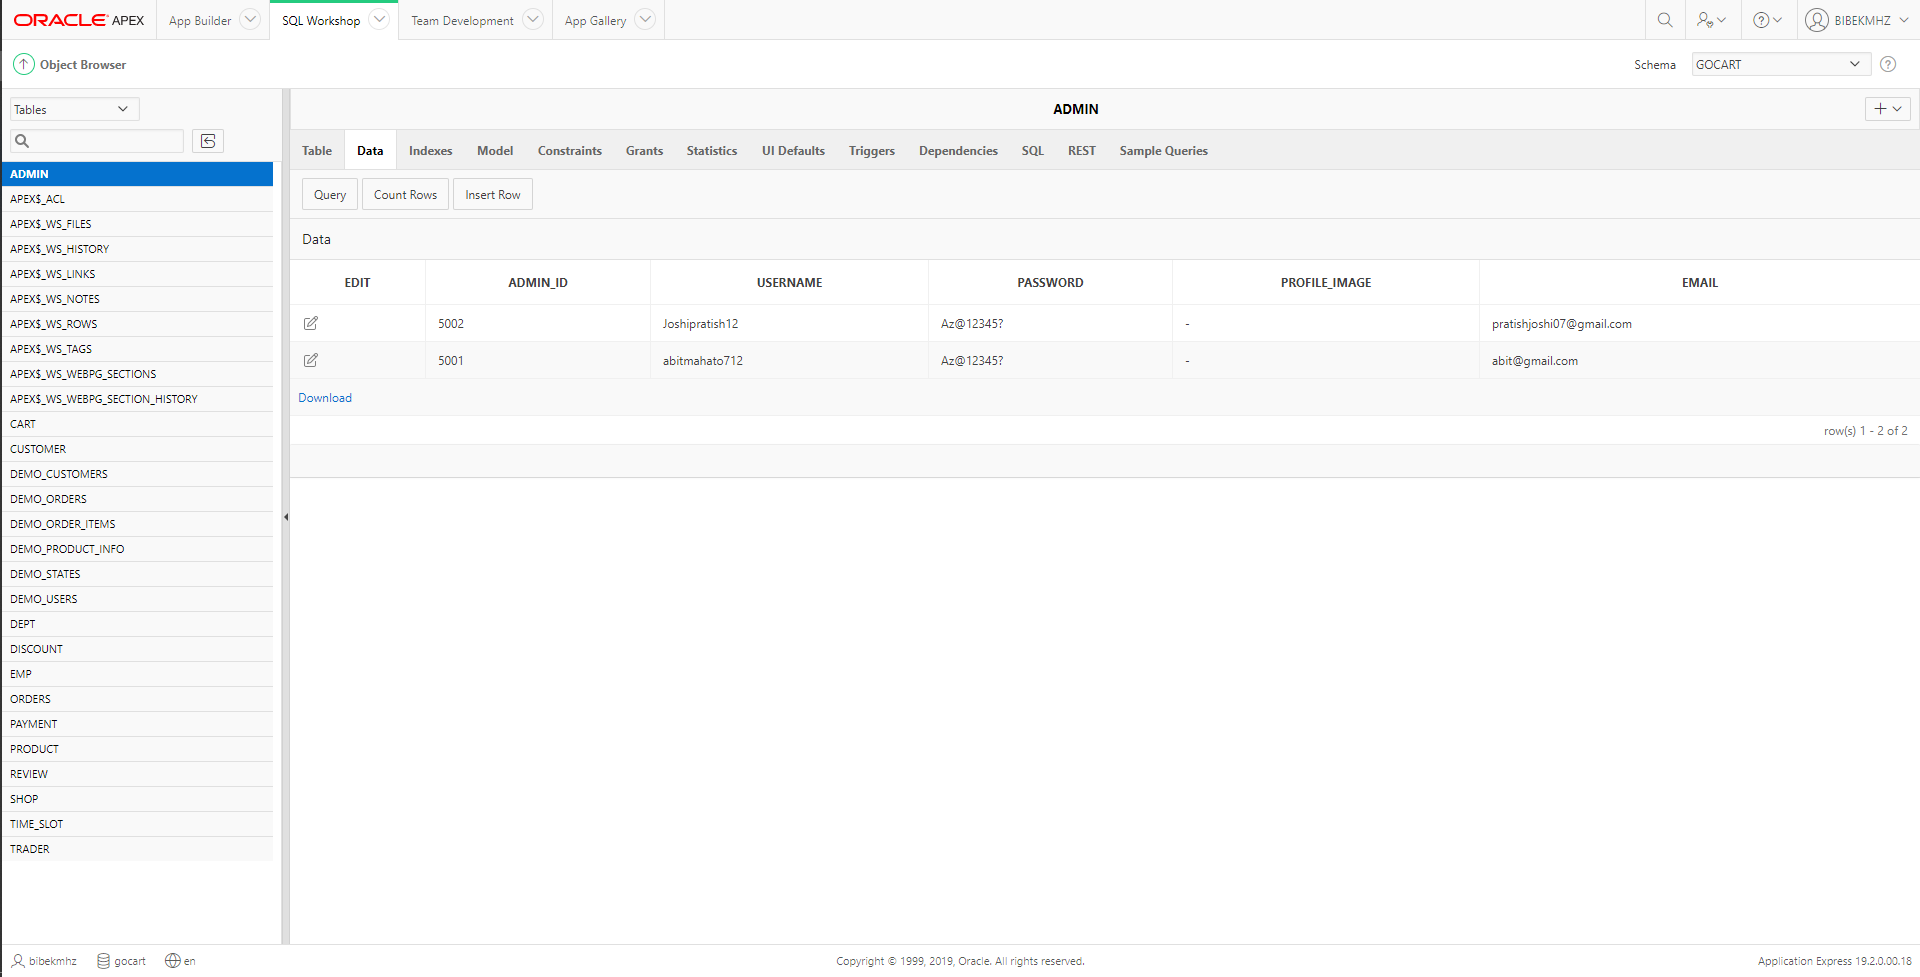 ORACLE APEX App Builder SQL Workshop Team Development App Gallery BIBEKMHZ
Object Browser Schema GOCART
Tables
ADMIN
Table Data Indexes Model Constraints Grants Statistics UI Defaults Triggers Dependencies SQL REST Sample Queries
Query Count Rows Insert Row
Data
EDIT ADMIN_ID USERNAME PASSWORD PROFILE_IMAGE EMAIL
5002 Joshipratish12 Az@12345? - pratishjoshi07@gmail.com
5001 abitmahato712 Az@12345? - abit@gmail.com
Download
row(s) 1 - 2 of 2
ADMIN
APEX$_ACL
APEX$_WS_FILES
APEX$_WS_HISTORY
APEX$_WS_LINKS
APEX$_WS_NOTES
APEX$_WS_ROWS
APEX$_WS_TAGS
APEX$_WS_WEBPG_SECTIONS
APEX$_WS_WEBPG_SECTION_HISTORY
CART
CUSTOMER
DEMO_CUSTOMERS
DEMO_ORDERS
DEMO_ORDER_ITEMS
DEMO_PRODUCT_INFO
DEMO_STATES
DEMO_USERS
DEPT
DISCOUNT
EMP
ORDERS
PAYMENT
PRODUCT
REVIEW
SHOP
TIME_SLOT
TRADER
bibekmhz gocart en Copyright © 1999, 2019, Oracle. All rights reserved. Application Express 19.2.0.00.18